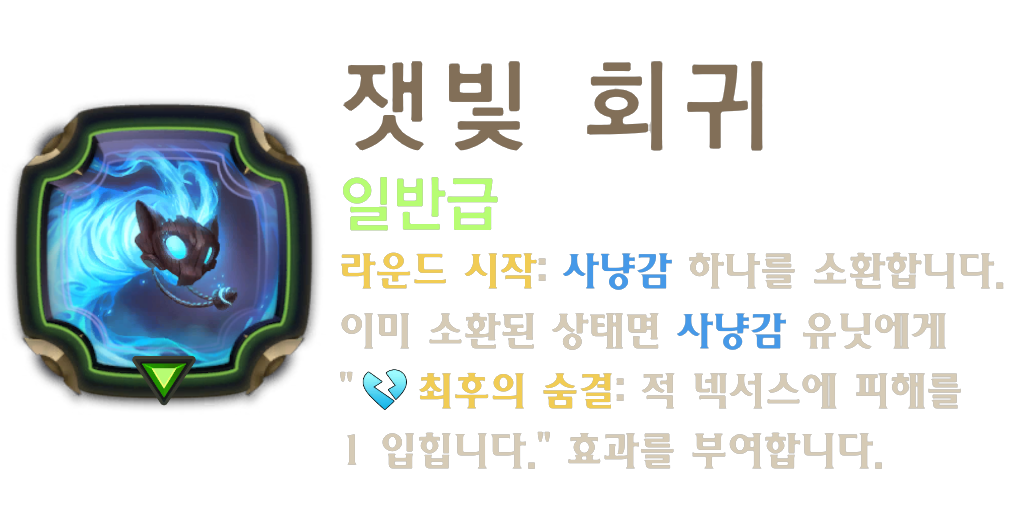 잿빛 회귀
일반급
라운드 시작: 사냥감 하나를 소환합니다.
이미 소환된 상태면 사냥감 유닛에게
" 최후의 숨결: 적 넥서스에 피해를
1 입힙니다." 효과를 부여합니다.